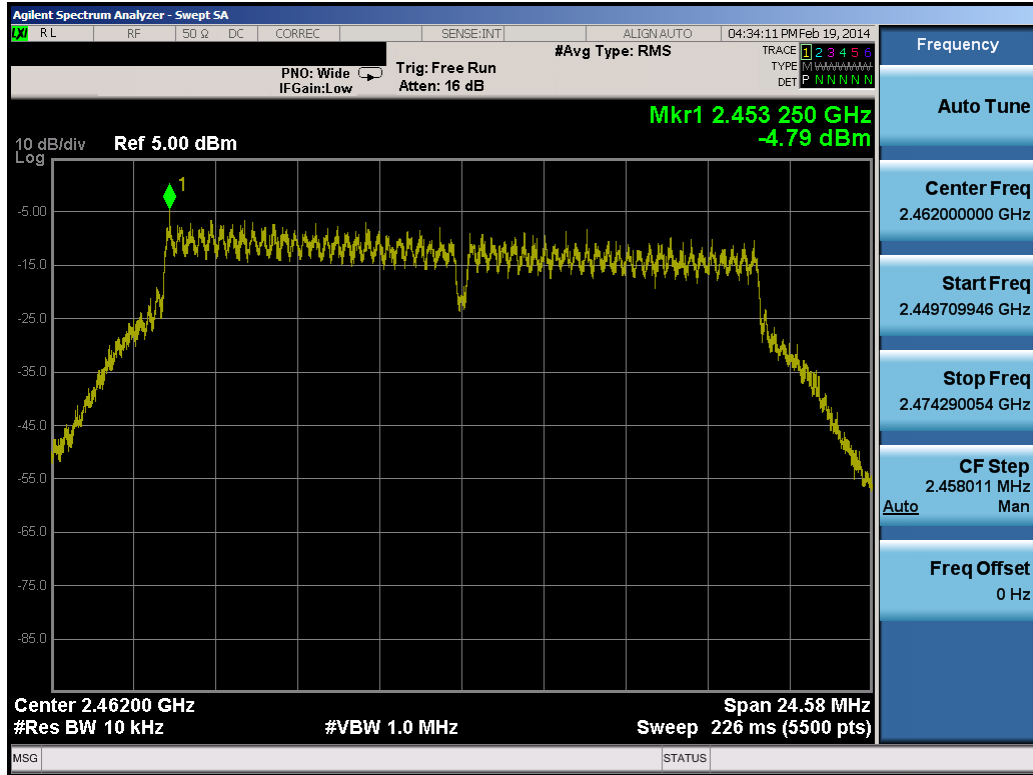 Agilent Spectrum Analyzer - Swept SA
LXI RL RF 50 Ω DC CORREC SENSE:INT ALIGN AUTO 04:34:11 PM Feb 19, 2014
#Avg Type: RMS
TRACE 1 2 3 4 5 6
TYPE M WWWWW
DET P N N N N N
PNO: Wide
IFGain:Low
Trig: Free Run
Atten: 16 dB
Mkr1 2.453 250 GHz
-4.79 dBm
10 dB/div
Log
Ref 5.00 dBm
1
-5.00
-15.0
-25.0
-35.0
-45.0
-55.0
-65.0
-75.0
-85.0
Center 2.46200 GHz
#Res BW 10 kHz
#VBW 1.0 MHz
Span 24.58 MHz
Sweep 226 ms (5500 pts)
MSG
STATUS
Frequency
Auto Tune
Center Freq
2.462000000 GHz
Start Freq
2.449709946 GHz
Stop Freq
2.474290054 GHz
CF Step
2.458011 MHz
Auto Man
Freq Offset
0 Hz